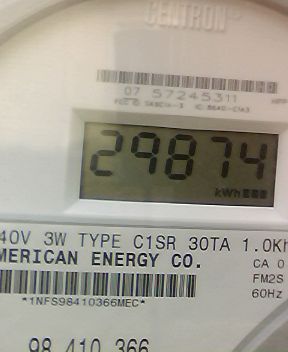 CENTRON
07 57245311
29874
kWh
40V 3W TYPE C1SR 30TA 1.0Kh
MERICAN ENERGY CO.
CA 0
FM2S
*1NFS98410366MEC*
60Hz
98 410 366